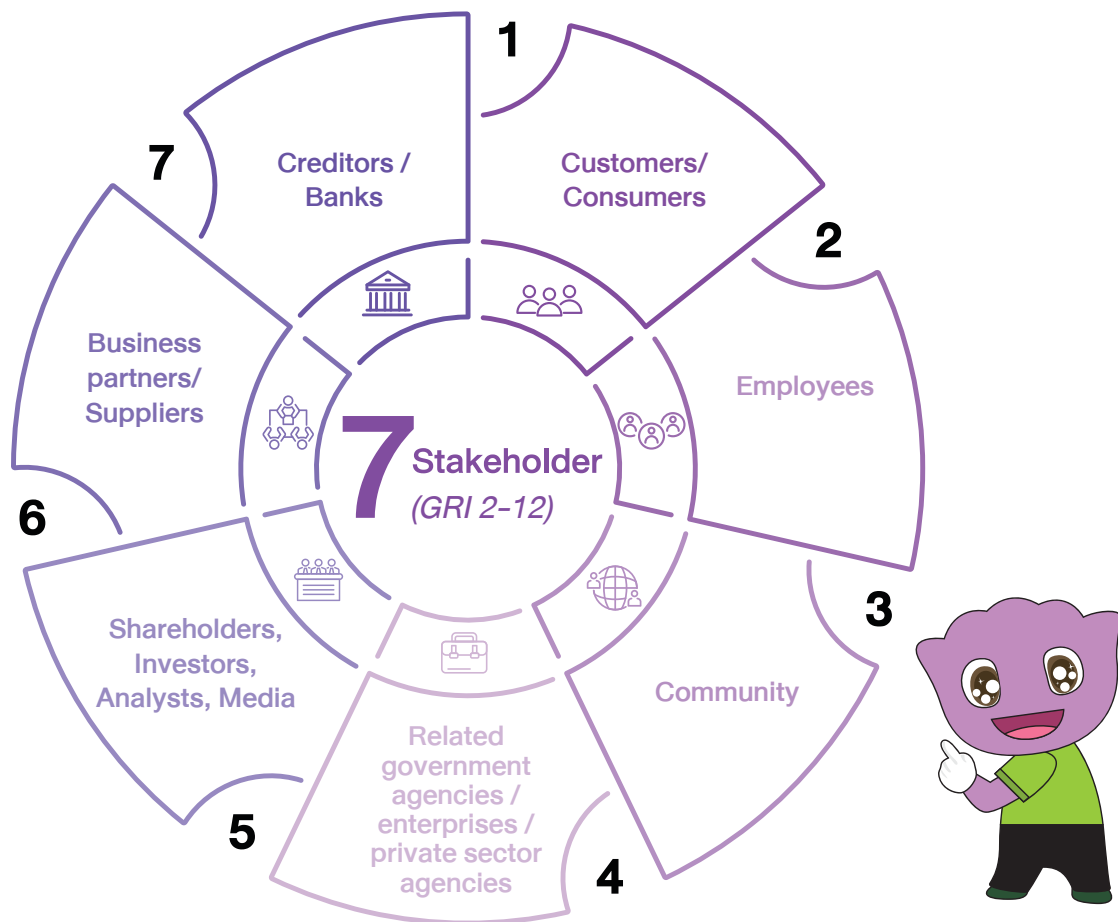 7
Stakeholder
(GRI 2-12)
1
Customers/
Consumers
2
Employees
3
Community
4
Related
government
agencies /
enterprises /
private sector
agencies
5
Shareholders,
Investors,
Analysts, Media
6
Business
partners/
Suppliers
7
Creditors /
Banks